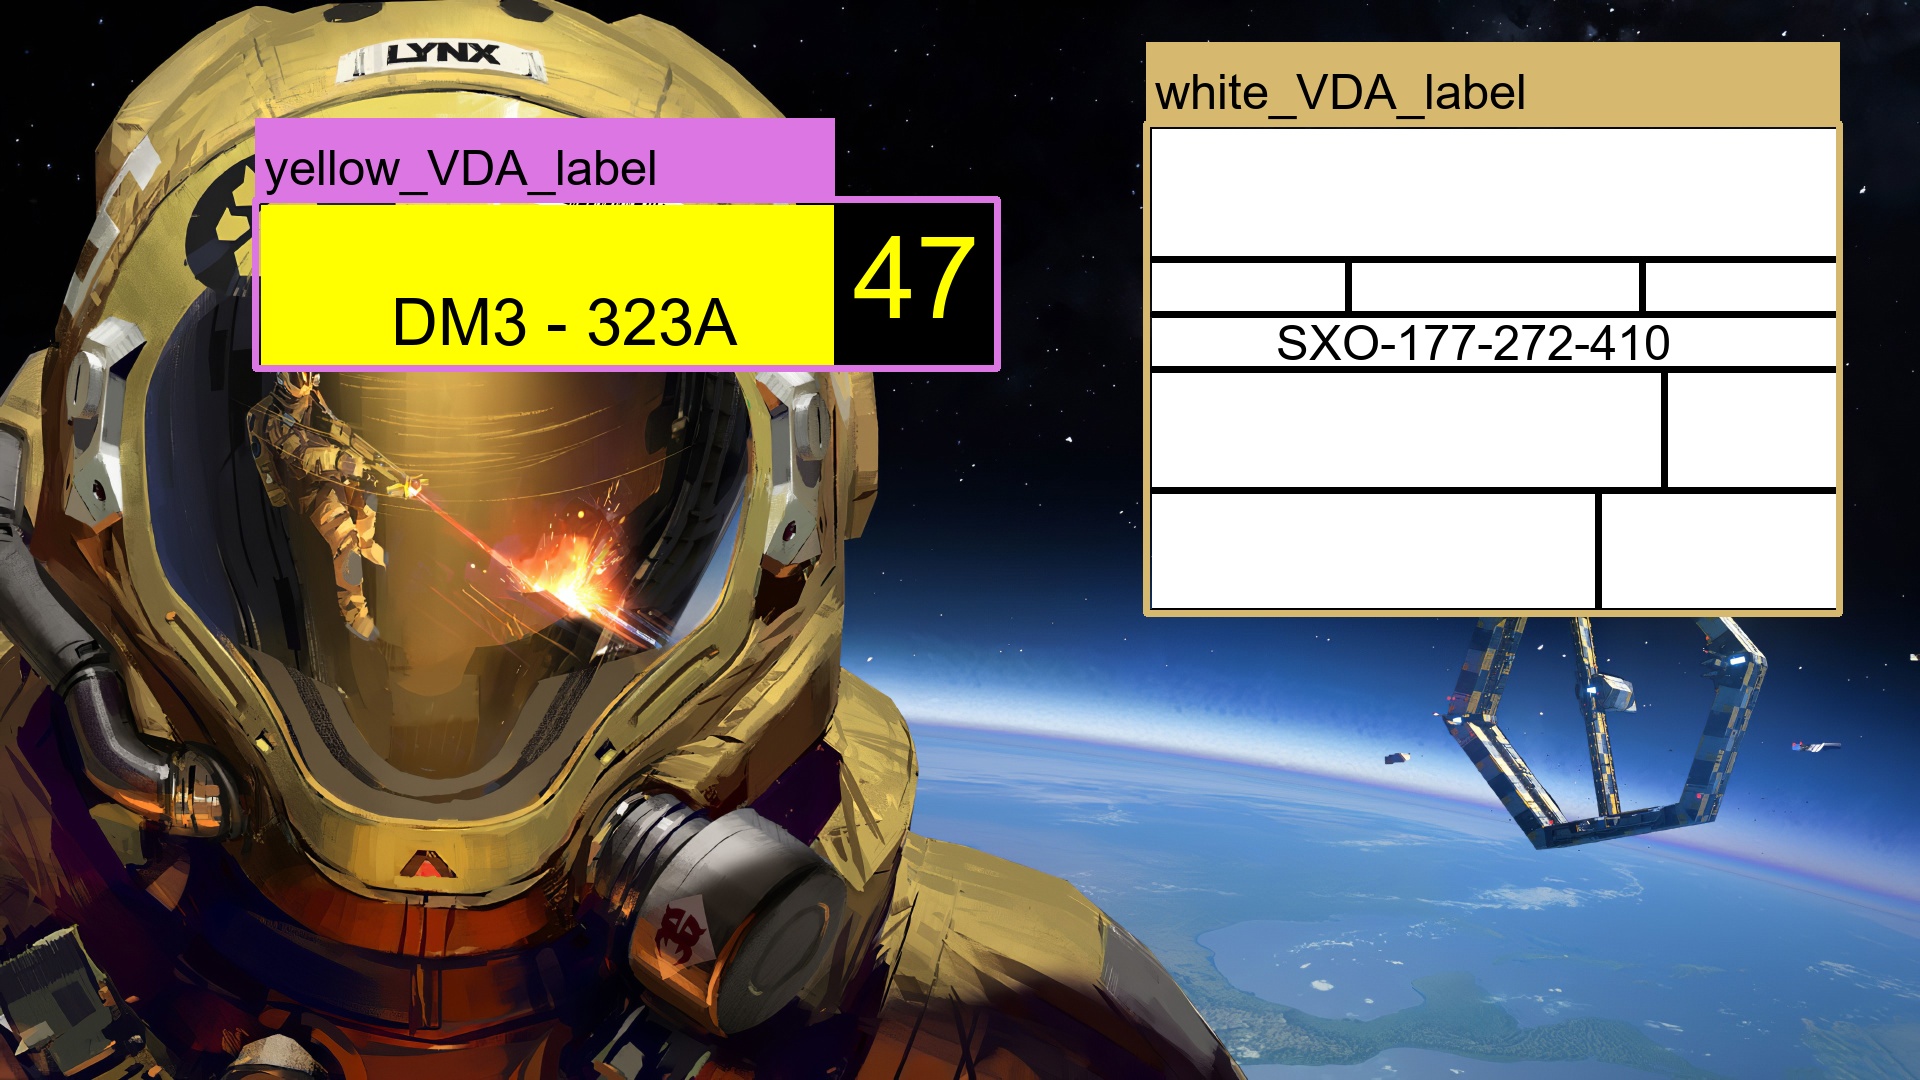 LYNX
yellow_VDA_label
DM3 - 323A
47
white_VDA_label
SXO-177-272-410